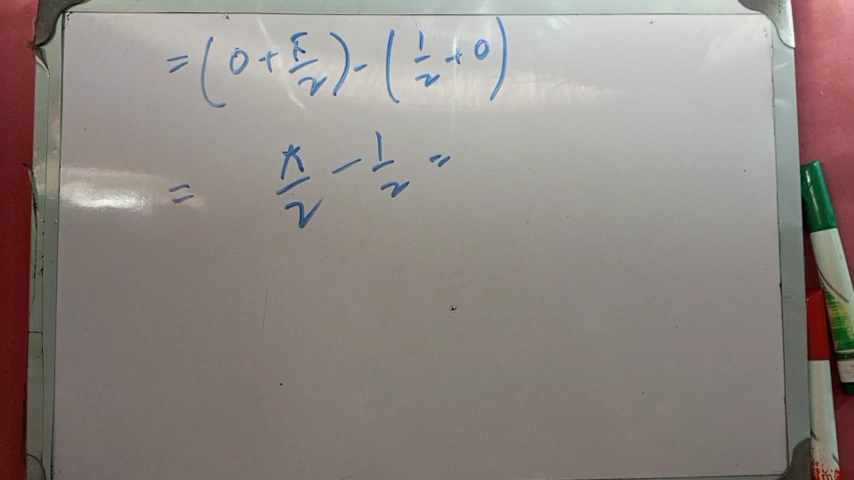 = (0 + π/2) - (1/2 + 0)
= π/2 - 1/2 =